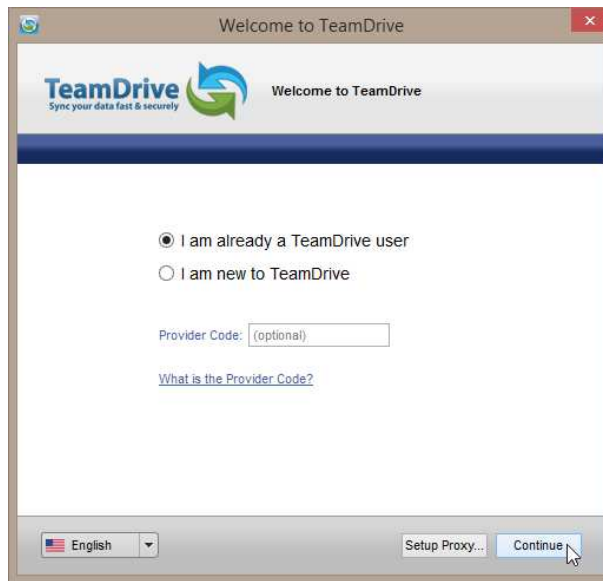 Welcome to TeamDrive
TeamDrive
Sync your data fast & securely
Welcome to TeamDrive
I am already a TeamDrive user
I am new to TeamDrive
Provider Code: (optional)
What is the Provider Code?
English
Setup Proxy... Continue